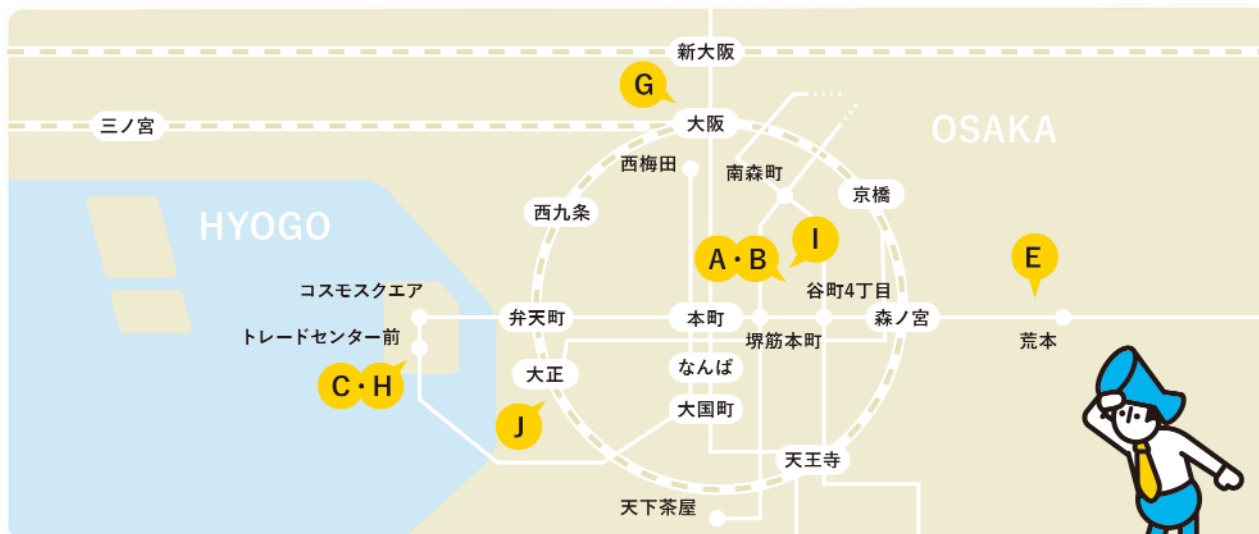 新大阪
G
三ノ宮
大阪
OSAKA
西梅田
南森町
京橋
西九条
HYOGO
I
A・B
E
コスモスクエア
谷町4丁目
弁天町
本町
森ノ宮
トレードセンター前
堺筋本町
荒本
C・H
大正
なんば
大国町
J
天王寺
天下茶屋